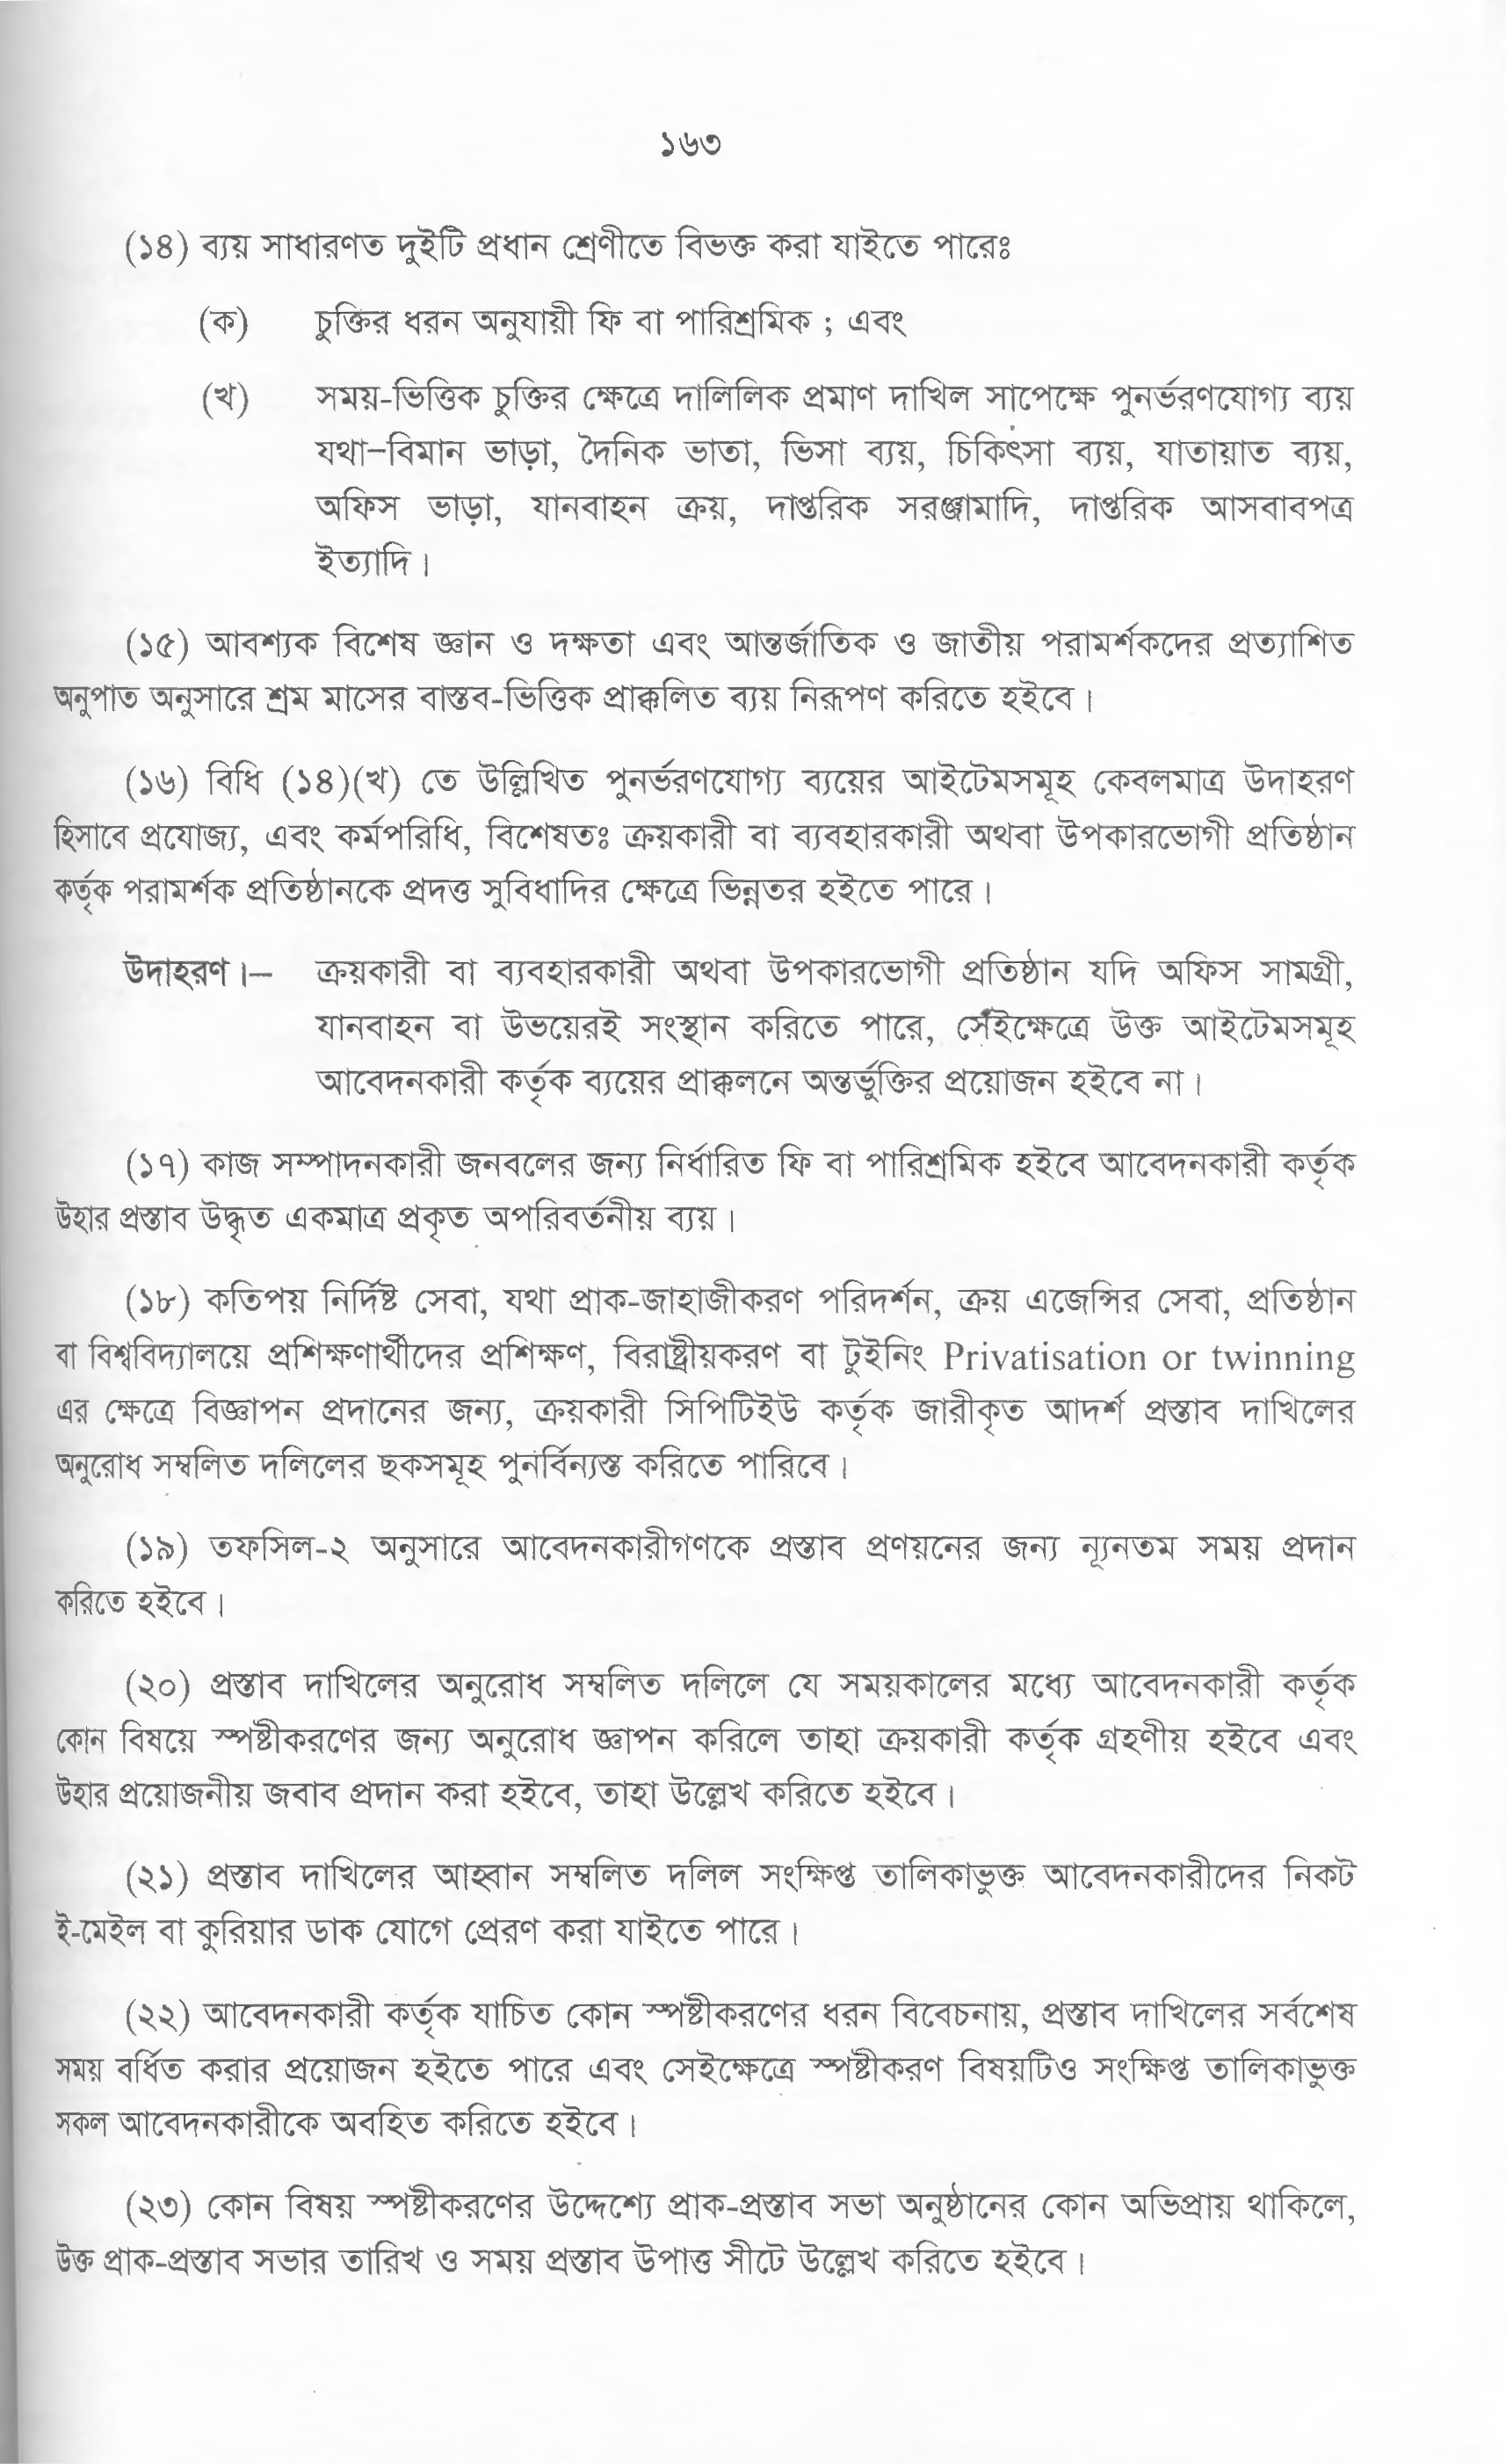 ১৬৩
(১৪) ব্যয় সাধারণত দুইটি প্রধান শ্রেণীতে বিভক্ত করা যাইতে পারেঃ
(ক) চুক্তির ধরন অনুযায়ী ফি বা পারিশ্রমিক ; এবং
(খ) সময়-ভিত্তিক চুক্তির ক্ষেত্রে দালিলিক প্রমাণ দাখিল সাপেক্ষে পুনর্ভরণযোগ্য ব্যয়
যথা–বিমান ভাড়া, দৈনিক ভাতা, ভিসা ব্যয়, চিকিৎসা ব্যয়, যাতায়াত ব্যয়,
অফিস ভাড়া, যানবাহন ক্রয়, দাপ্তরিক সরঞ্জামাদি, দাপ্তরিক আসবাবপত্র
ইত্যাদি।
(১৫) আবশ্যক বিশেষ জ্ঞান ও দক্ষতা এবং আন্তর্জাতিক ও জাতীয় পরামর্শকদের প্রত্যাশিত
অনুপাত অনুসারে শ্রম মাসের বাস্তব-ভিত্তিক প্রাক্কলিত ব্যয় নিরূপণ করিতে হইবে।
(১৬) বিধি (১৪)(খ) তে উল্লিখিত পুনর্ভরণযোগ্য ব্যয়ের আইটেমসমূহ কেবলমাত্র উদাহরণ
হিসাবে প্রযোজ্য, এবং কর্মপরিধি, বিশেষতঃ ক্রয়কারী বা ব্যবহারকারী অথবা উপকারভোগী প্রতিষ্ঠান
কর্তৃক পরামর্শক প্রতিষ্ঠানকে প্রদত্ত সুবিধাদির ক্ষেত্রে ভিন্নতর হইতে পারে।
উদাহরণ।– ক্রয়কারী বা ব্যবহারকারী অথবা উপকারভোগী প্রতিষ্ঠান যদি অফিস সামগ্রী,
যানবাহন বা উভয়েরই সংস্থান করিতে পারে, সেইক্ষেত্রে উক্ত আইটেমসমূহ
আবেদনকারী কর্তৃক ব্যয়ের প্রাক্কলনে অন্তর্ভুক্তির প্রয়োজন হইবে না।
(১৭) কাজ সম্পাদনকারী জনবলের জন্য নির্ধারিত ফি বা পারিশ্রমিক হইবে আবেদনকারী কর্তৃক
উহার প্রস্তাব উদ্ধৃত একমাত্র প্রকৃত অপরিবর্তনীয় ব্যয়।
(১৮) কতিপয় নির্দিষ্ট সেবা, যথা প্রাক-জাহাজীকরণ পরিদর্শন, ক্রয় এজেন্সির সেবা, প্রতিষ্ঠান
বা বিশ্ববিদ্যালয়ে প্রশিক্ষণার্থীদের প্রশিক্ষণ, বিরাষ্ট্রীয়করণ বা টুইনিং Privatisation or twinning
এর ক্ষেত্রে বিজ্ঞাপন প্রদানের জন্য, ক্রয়কারী সিপিটিইউ কর্তৃক জারীকৃত আদর্শ প্রস্তাব দাখিলের
অনুরোধ সম্বলিত দলিলের ছকসমূহ পুনর্বিন্যস্ত করিতে পারিবে।
(১৯) তফসিল-২ অনুসারে আবেদনকারীগণকে প্রস্তাব প্রণয়নের জন্য ন্যূনতম সময় প্রদান
করিতে হইবে।
(২০) প্রস্তাব দাখিলের অনুরোধ সম্বলিত দলিলে যে সময়কালের মধ্যে আবেদনকারী কর্তৃক
কোন বিষয়ে স্পষ্টীকরণের জন্য অনুরোধ জ্ঞাপন করিলে তাহা ক্রয়কারী কর্তৃক গ্রহণীয় হইবে এবং
উহার প্রয়োজনীয় জবাব প্রদান করা হইবে, তাহা উল্লেখ করিতে হইবে।
(২১) প্রস্তাব দাখিলের আহ্বান সম্বলিত দলিল সংক্ষিপ্ত তালিকাভুক্ত আবেদনকারীদের নিকট
ই-মেইল বা কুরিয়ার ডাক যোগে প্রেরণ করা যাইতে পারে।
(২২) আবেদনকারী কর্তৃক যাচিত কোন স্পষ্টীকরণের ধরন বিবেচনায়, প্রস্তাব দাখিলের সর্বশেষ
সময় বর্ধিত করার প্রয়োজন হইতে পারে এবং সেইক্ষেত্রে স্পষ্টীকরণ বিষয়টিও সংক্ষিপ্ত তালিকাভুক্ত
সকল আবেদনকারীকে অবহিত করিতে হইবে।
(২৩) কোন বিষয় স্পষ্টীকরণের উদ্দেশ্যে প্রাক-প্রস্তাব সভা অনুষ্ঠানের কোন অভিপ্রায় থাকিলে,
উক্ত প্রাক-প্রস্তাব সভার তারিখ ও সময় প্রস্তাব উপাত্ত সীটে উল্লেখ করিতে হইবে।